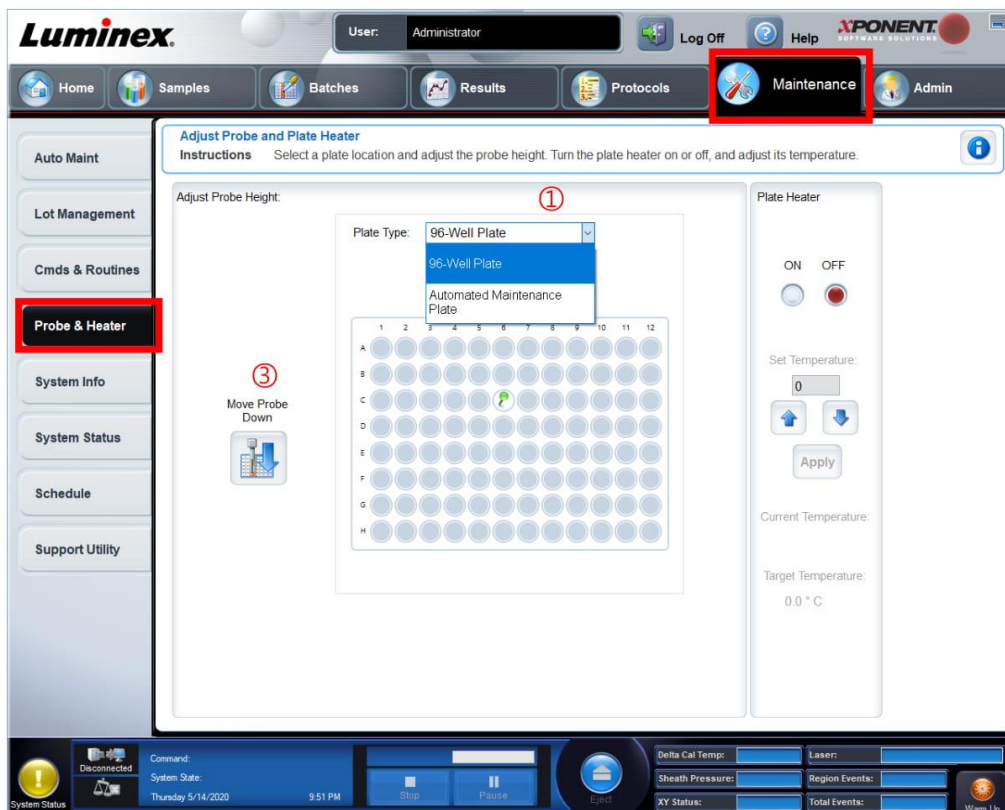 Luminex.
User: Administrator
Log Off
Help
XPONENT.
SOFTWARE SOLUTIONS
Home
Samples
Batches
Results
Protocols
Maintenance
Admin
Auto Maint
Lot Management
Cmds & Routines
Probe & Heater
System Info
System Status
Schedule
Support Utility
Adjust Probe and Plate Heater
Instructions Select a plate location and adjust the probe height. Turn the plate heater on or off, and adjust its temperature.
Adjust Probe Height:
①
Plate Type: 96-Well Plate
96-Well Plate
Automated Maintenance
Plate
1 2 3 4 5 6 7 8 9 10 11 12
A
B
C
D
E
F
G
H
③
Move Probe
Down
Plate Heater
ON OFF
Set Temperature:
0
Apply
Current Temperature:
Target Temperature:
0.0 ° C
System Status
Disconnected
Command:
System State:
Thursday 5/14/2020 9:51 PM
Stop
Pause
Eject
Delta Cal Temp:
Laser:
Sheath Pressure:
Region Events:
XY Status:
Total Events:
Warm Up